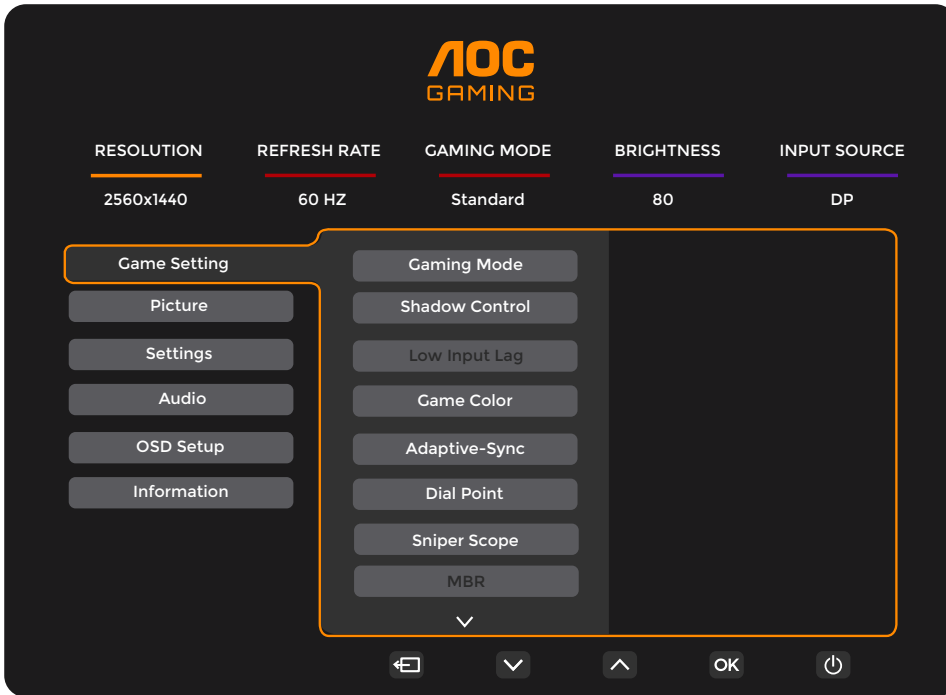 AOC
GAMING
RESOLUTION REFRESH RATE GAMING MODE BRIGHTNESS INPUT SOURCE
2560x1440 60 HZ Standard 80 DP
Game Setting
Picture
Settings
Audio
OSD Setup
Information
Gaming Mode
Shadow Control
Low Input Lag
Game Color
Adaptive-Sync
Dial Point
Sniper Scope
MBR
OK